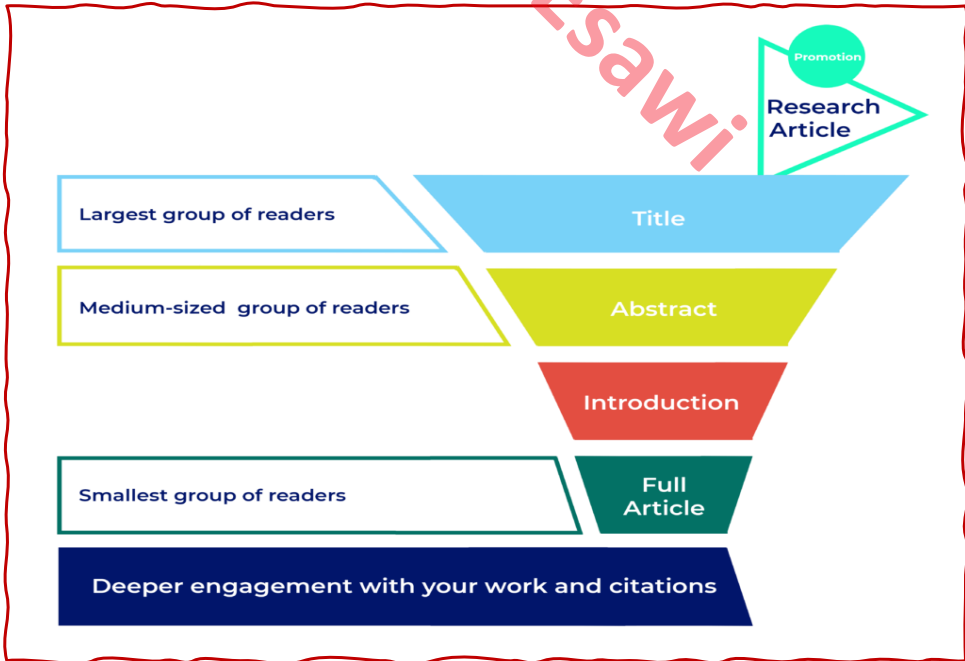 Esawi
Promotion
Research
Article
Largest group of readers
Title
Medium-sized group of readers
Abstract
Introduction
Smallest group of readers
Full
Article
Deeper engagement with your work and citations